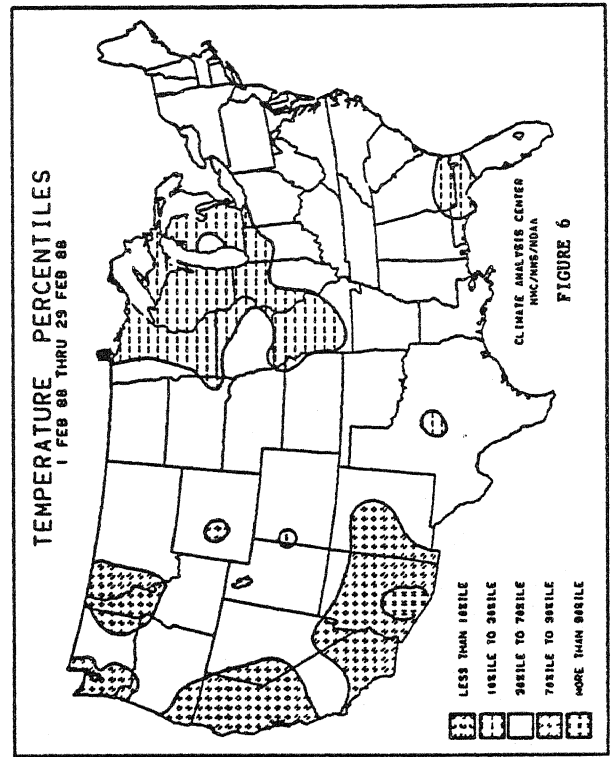 TEMPERATURE PERCENTILES
1 FEB 88 THRU 29 FEB 88
LESS THAN 10%ILE
10%ILE TO 30%ILE
30%ILE TO 70%ILE
70%ILE TO 90%ILE
MORE THAN 90%ILE
CLIMATE ANALYSIS CENTER
NMC/NWS/NOAA
FIGURE 6